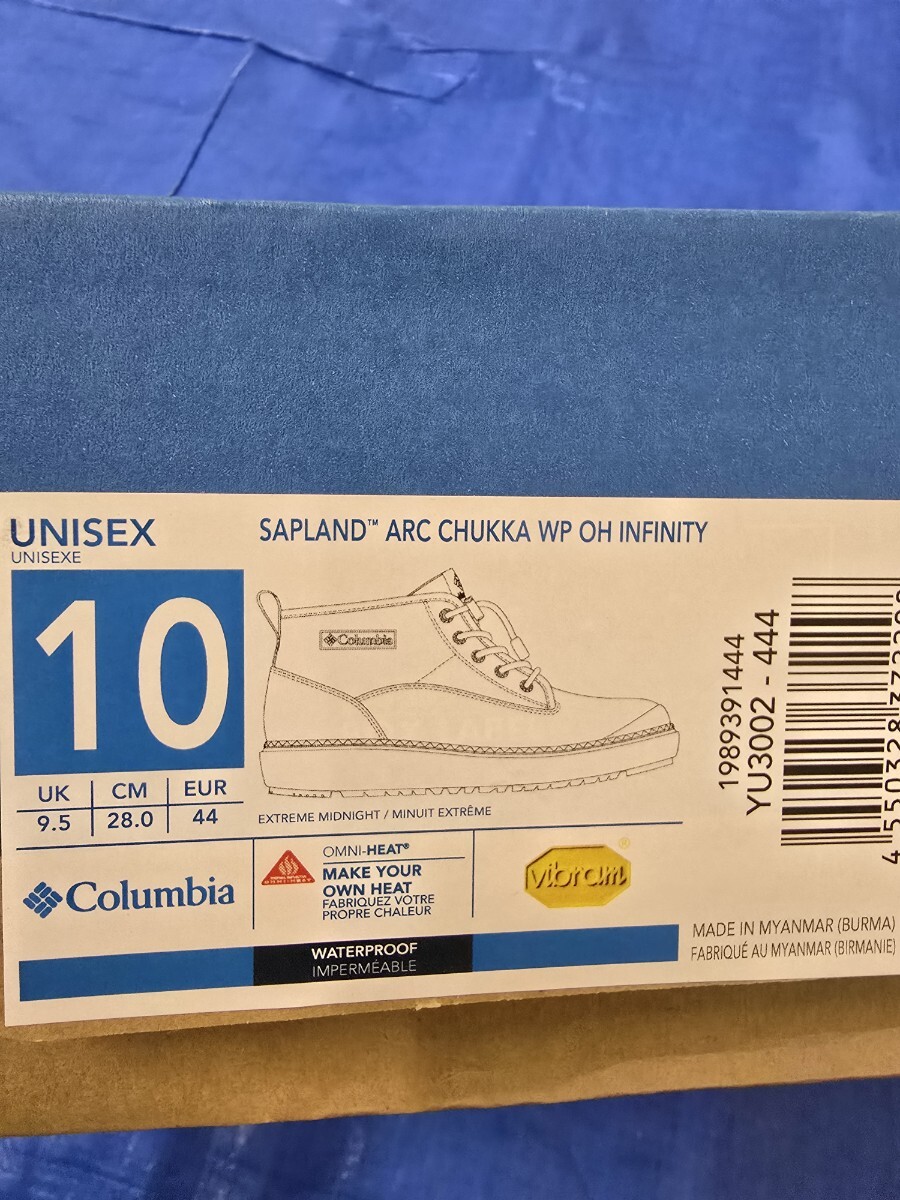 UNISEX
UNISEXE
SAPLAND™ ARC CHUKKA WP OH INFINITY
10
Columbia
UK CM EUR
9.5 28.0 44
EXTREME MIDNIGHT / MINUIT EXTRÊME
1989391444
YU3002 - 444
Columbia
OMNI-HEAT®
MAKE YOUR
OWN HEAT
FABRIQUEZ VOTRE
PROPRE CHALEUR
vibram®
WATERPROOF
IMPERMÉABLE
MADE IN MYANMAR (BURMA)
FABRIQUÉ AU MYANMAR (BIRMANIE)